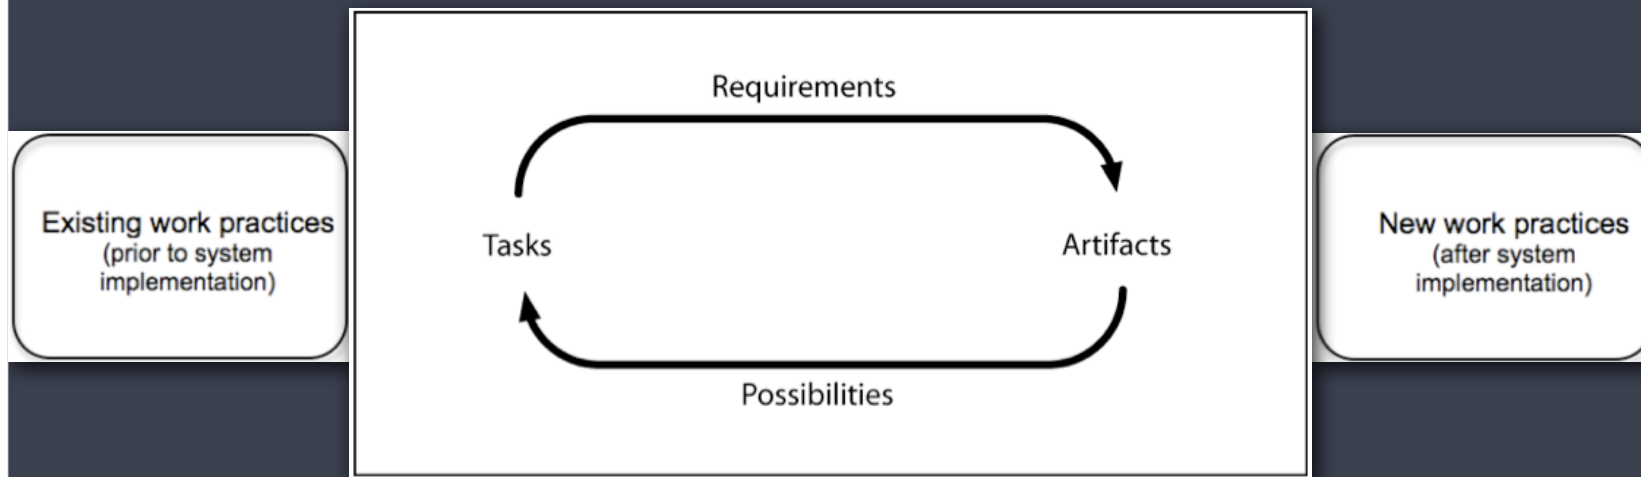 Requirements
Existing work practices
(prior to system
implementation)
Tasks
Artifacts
New work practices
(after system
implementation)
Possibilities